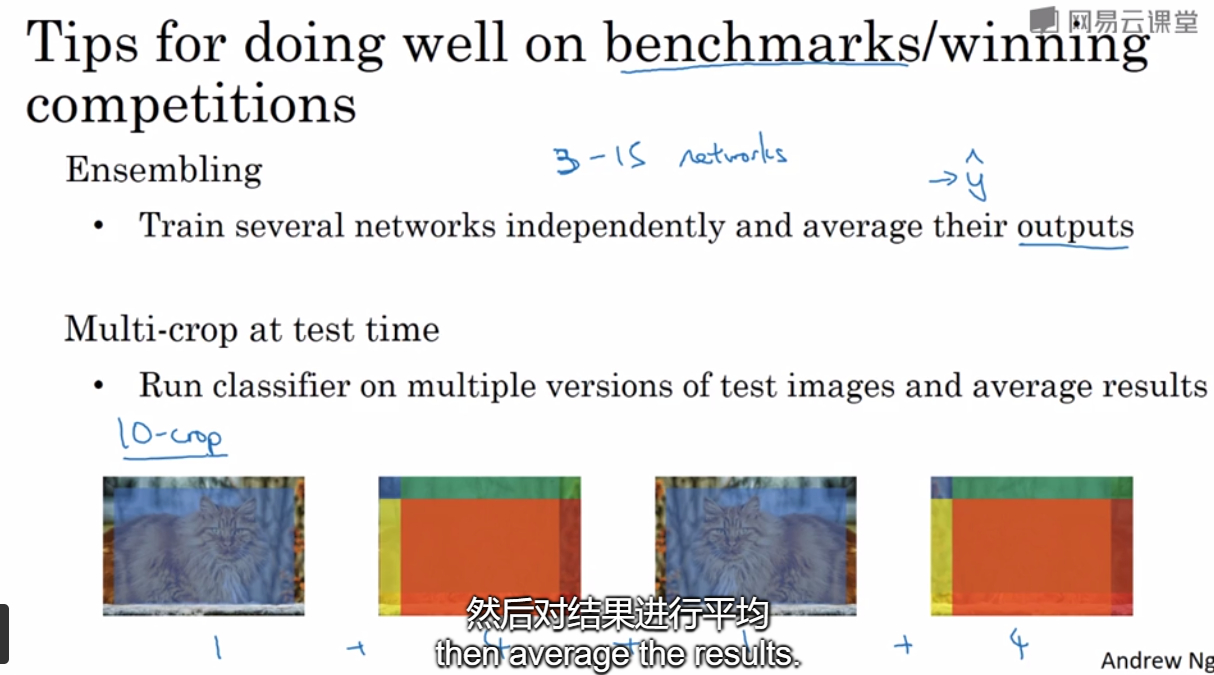 网易云课堂
Tips for doing well on benchmarks/winning
competitions
Ensembling
3-15 networks
→ ŷ
• Train several networks independently and average their outputs
Multi-crop at test time
• Run classifier on multiple versions of test images and average results
10-crop
然后对结果进行平均
1 + 4 + 1 + 4
then average the results.
Andrew Ng